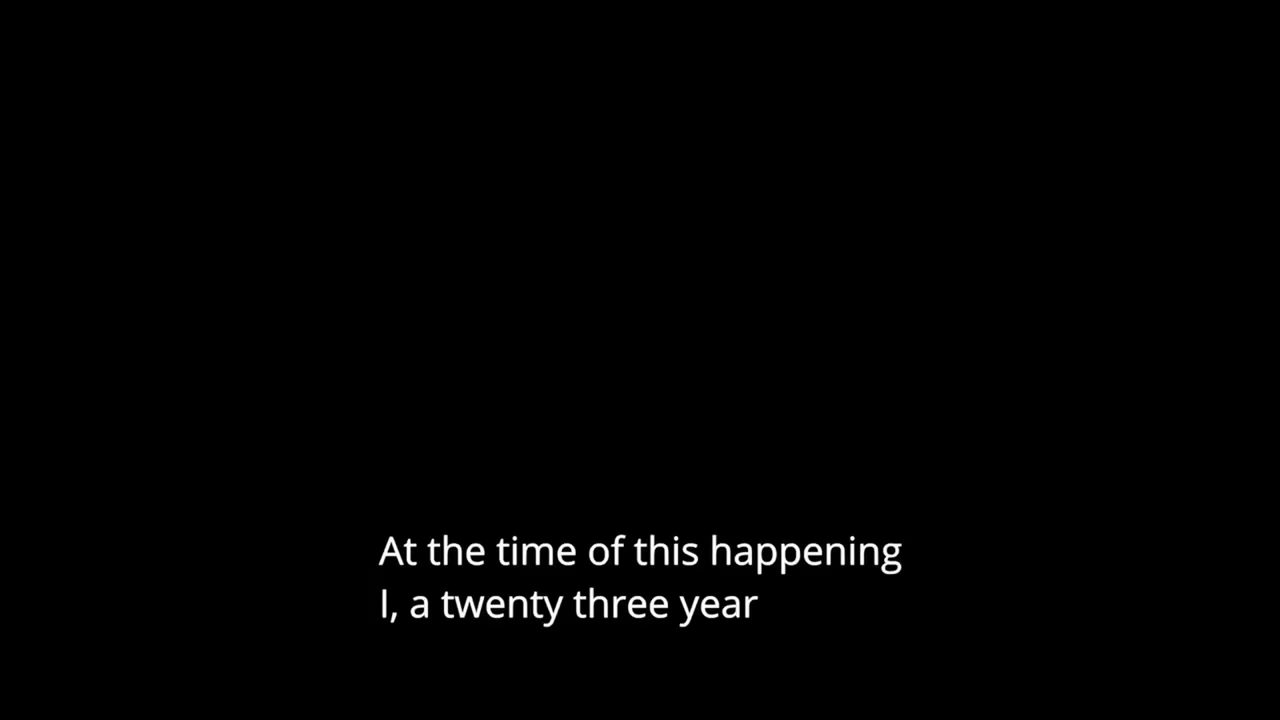 At the time of this happening
I, a twenty three year